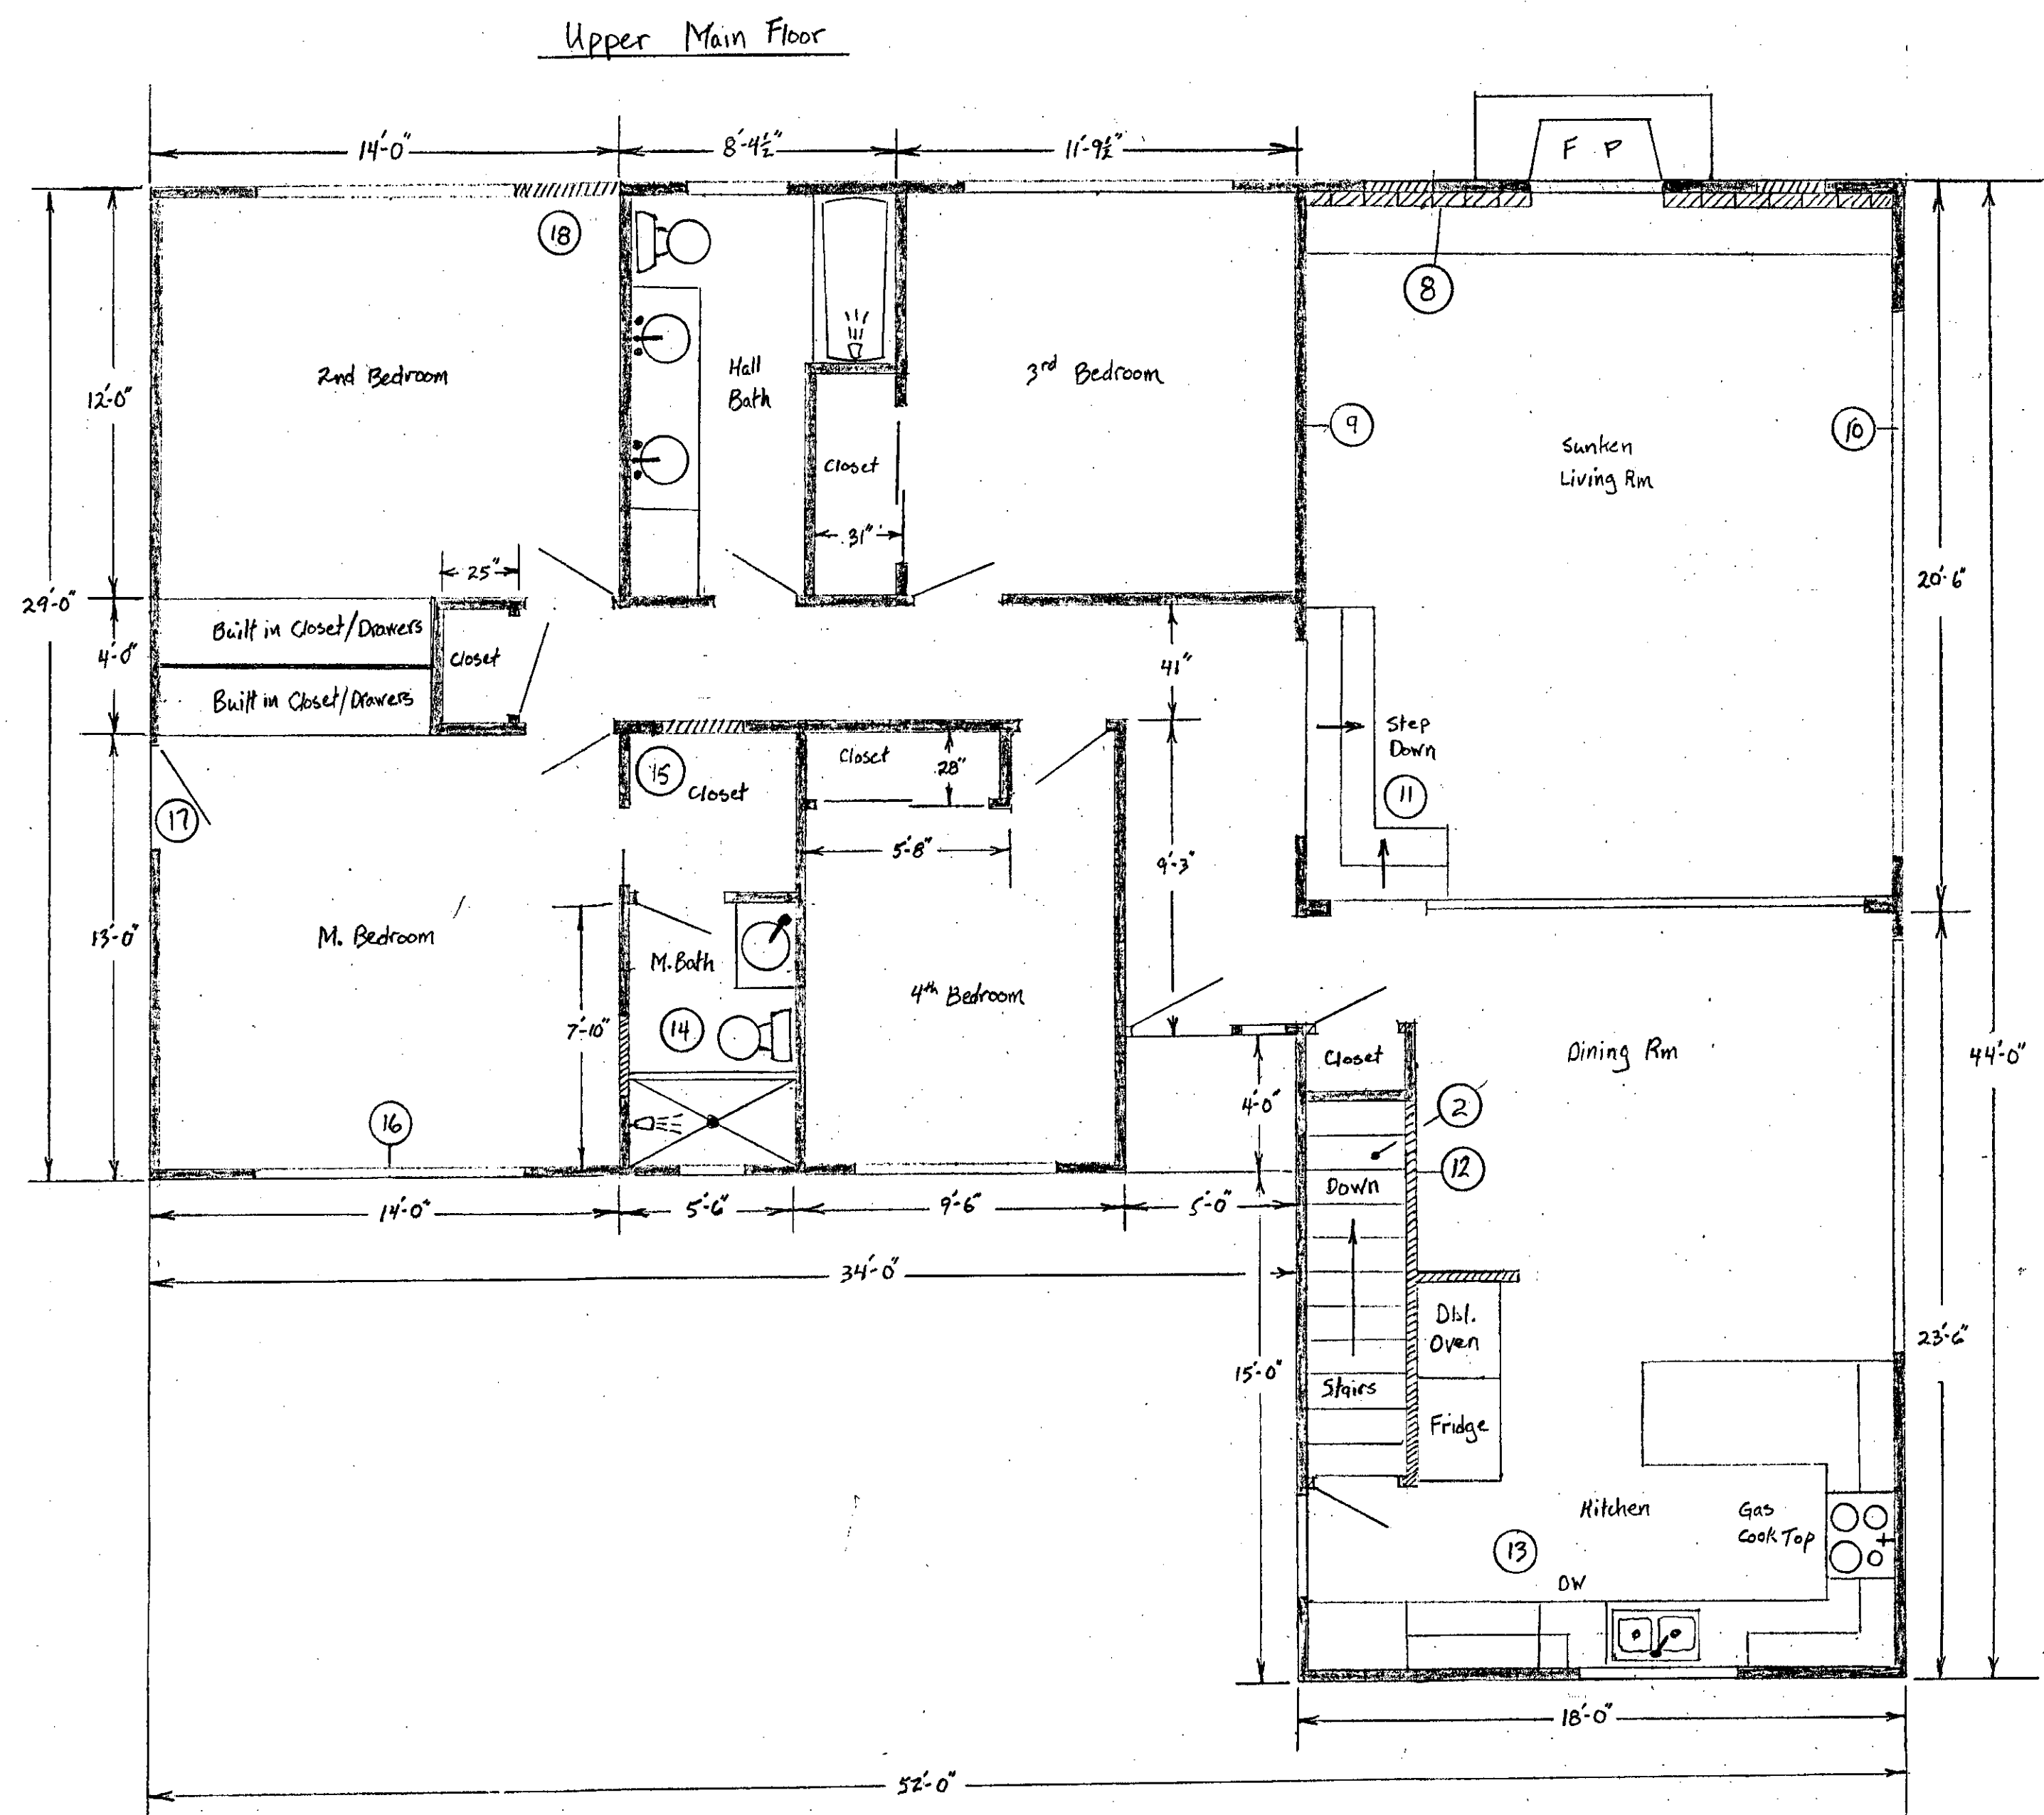 Upper Main Floor
14'-0"
8'-4½"
11'-9½"
F P
18
8
2nd Bedroom
Hall
Bath
3rd Bedroom
12'-0"
9
10
Sunken
Living Rm
Closet
31"
25"
29'-0"
20'-6"
Built in Closet/Drawers
4'-0"
Closet
41"
Built in Closet/Drawers
Step
Down
15
Closet
28"
Closet
17
11
5'-8"
9'-3"
13'-0"
M. Bedroom
M. Bath
4th Bedroom
7'-10"
14
Closet
Dining Rm
44'-0"
4'-0"
2
16
12
Down
14'-0"
5'-6"
9'-6"
5'-0"
34'-0"
Dbl.
Oven
23'-6"
15'-0"
Stairs
Fridge
Kitchen
Gas
Cook Top
13
DW
18'-0"
52'-0"